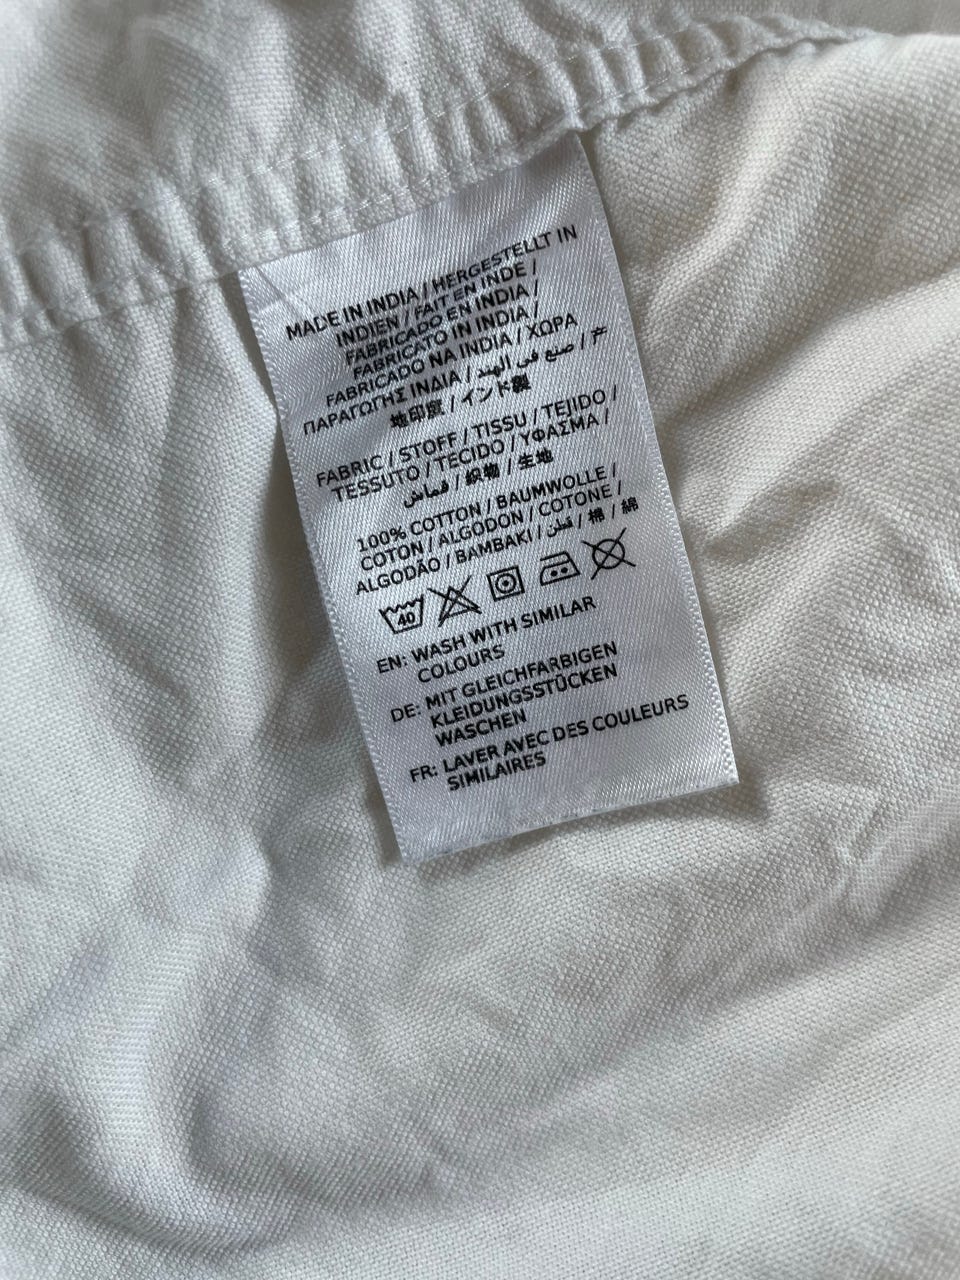 MADE IN INDIA / HERGESTELLT IN
INDIEN / FAIT EN INDE /
FABRICADO EN INDIA /
FABRICATO IN INDIA /
FABRICADO NA INDIA / ΧΩΡΑ
ΠΑΡΑΓΩΓΗΣ ΙΝΔΙΑ / صنع في الهند / 产
地印度 / インド製
FABRIC / STOFF / TISSU / TEJIDO /
TESSUTO / TECIDO / ΥΦΑΣΜΑ /
قماش / 织物 / 生地
100% COTTON / BAUMWOLLE /
COTON / ALGODON / COTONE /
ALGODÃO / BAMBAKI / قطن / 棉 / 綿
40
EN: WASH WITH SIMILAR
COLOURS
DE: MIT GLEICHFARBIGEN
KLEIDUNGSSTÜCKEN
WASCHEN
FR: LAVER AVEC DES COULEURS
SIMILAIRES